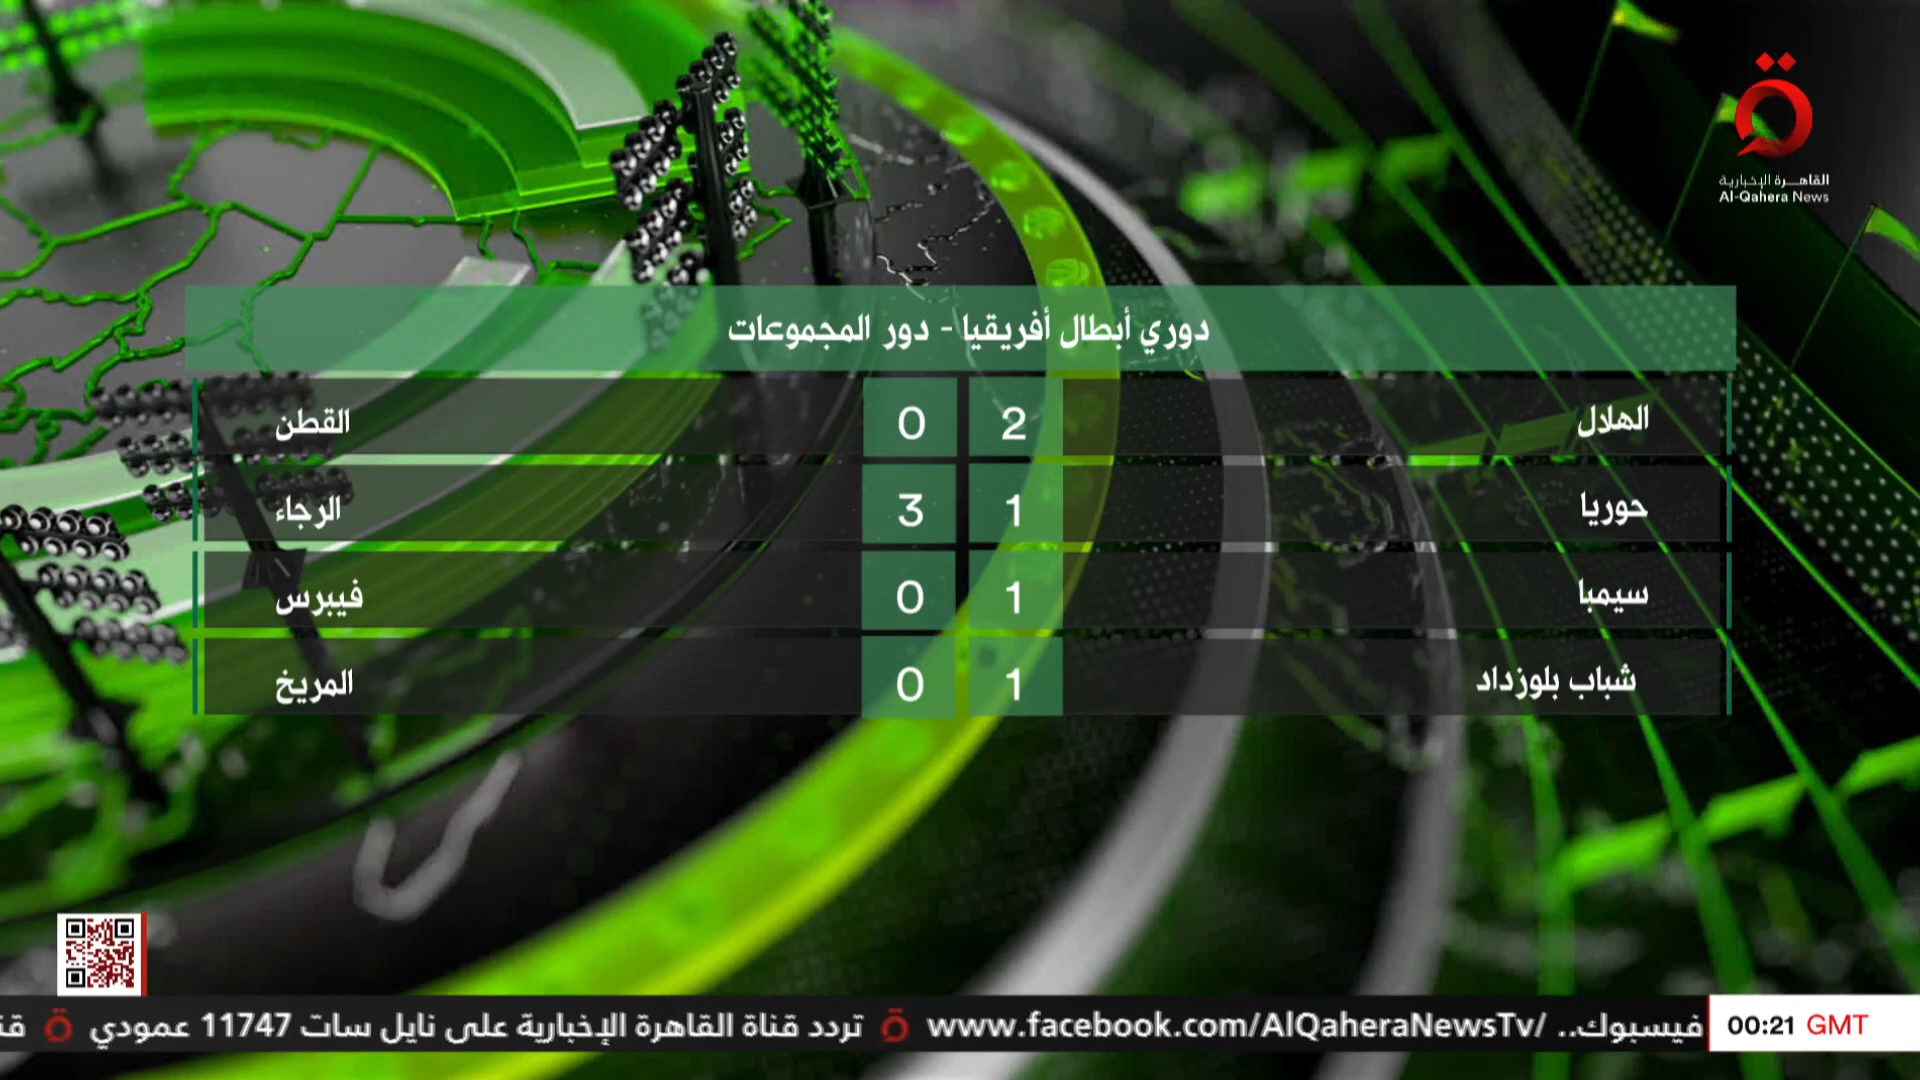 القاهـــرة الإخبارية
Al-Qahera News
دوري أبطال أفريقيا - دور المجموعات
الهلال 2 0 القطن
حوريا 1 3 الرجاء
سيمبا 1 0 فيبرس
شباب بلوزداد 1 0 المريخ
00:21 GMT
فيسبوك.. www.facebook.com/AlQaheraNewsTv/ تردد قناة القاهرة الإخبارية على نايل سات 11747 عمودي